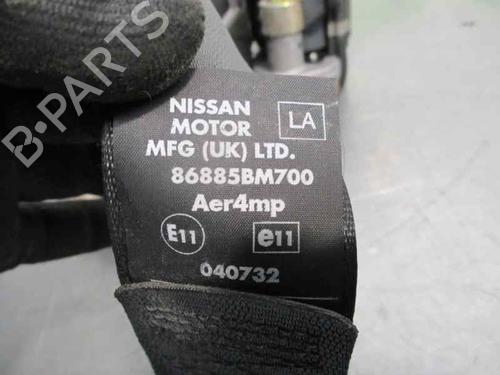 B-PARTS
NISSAN
MOTOR
LA
MFG (UK) LTD.
86885BM700
Aer4mp
E11
e11
040732